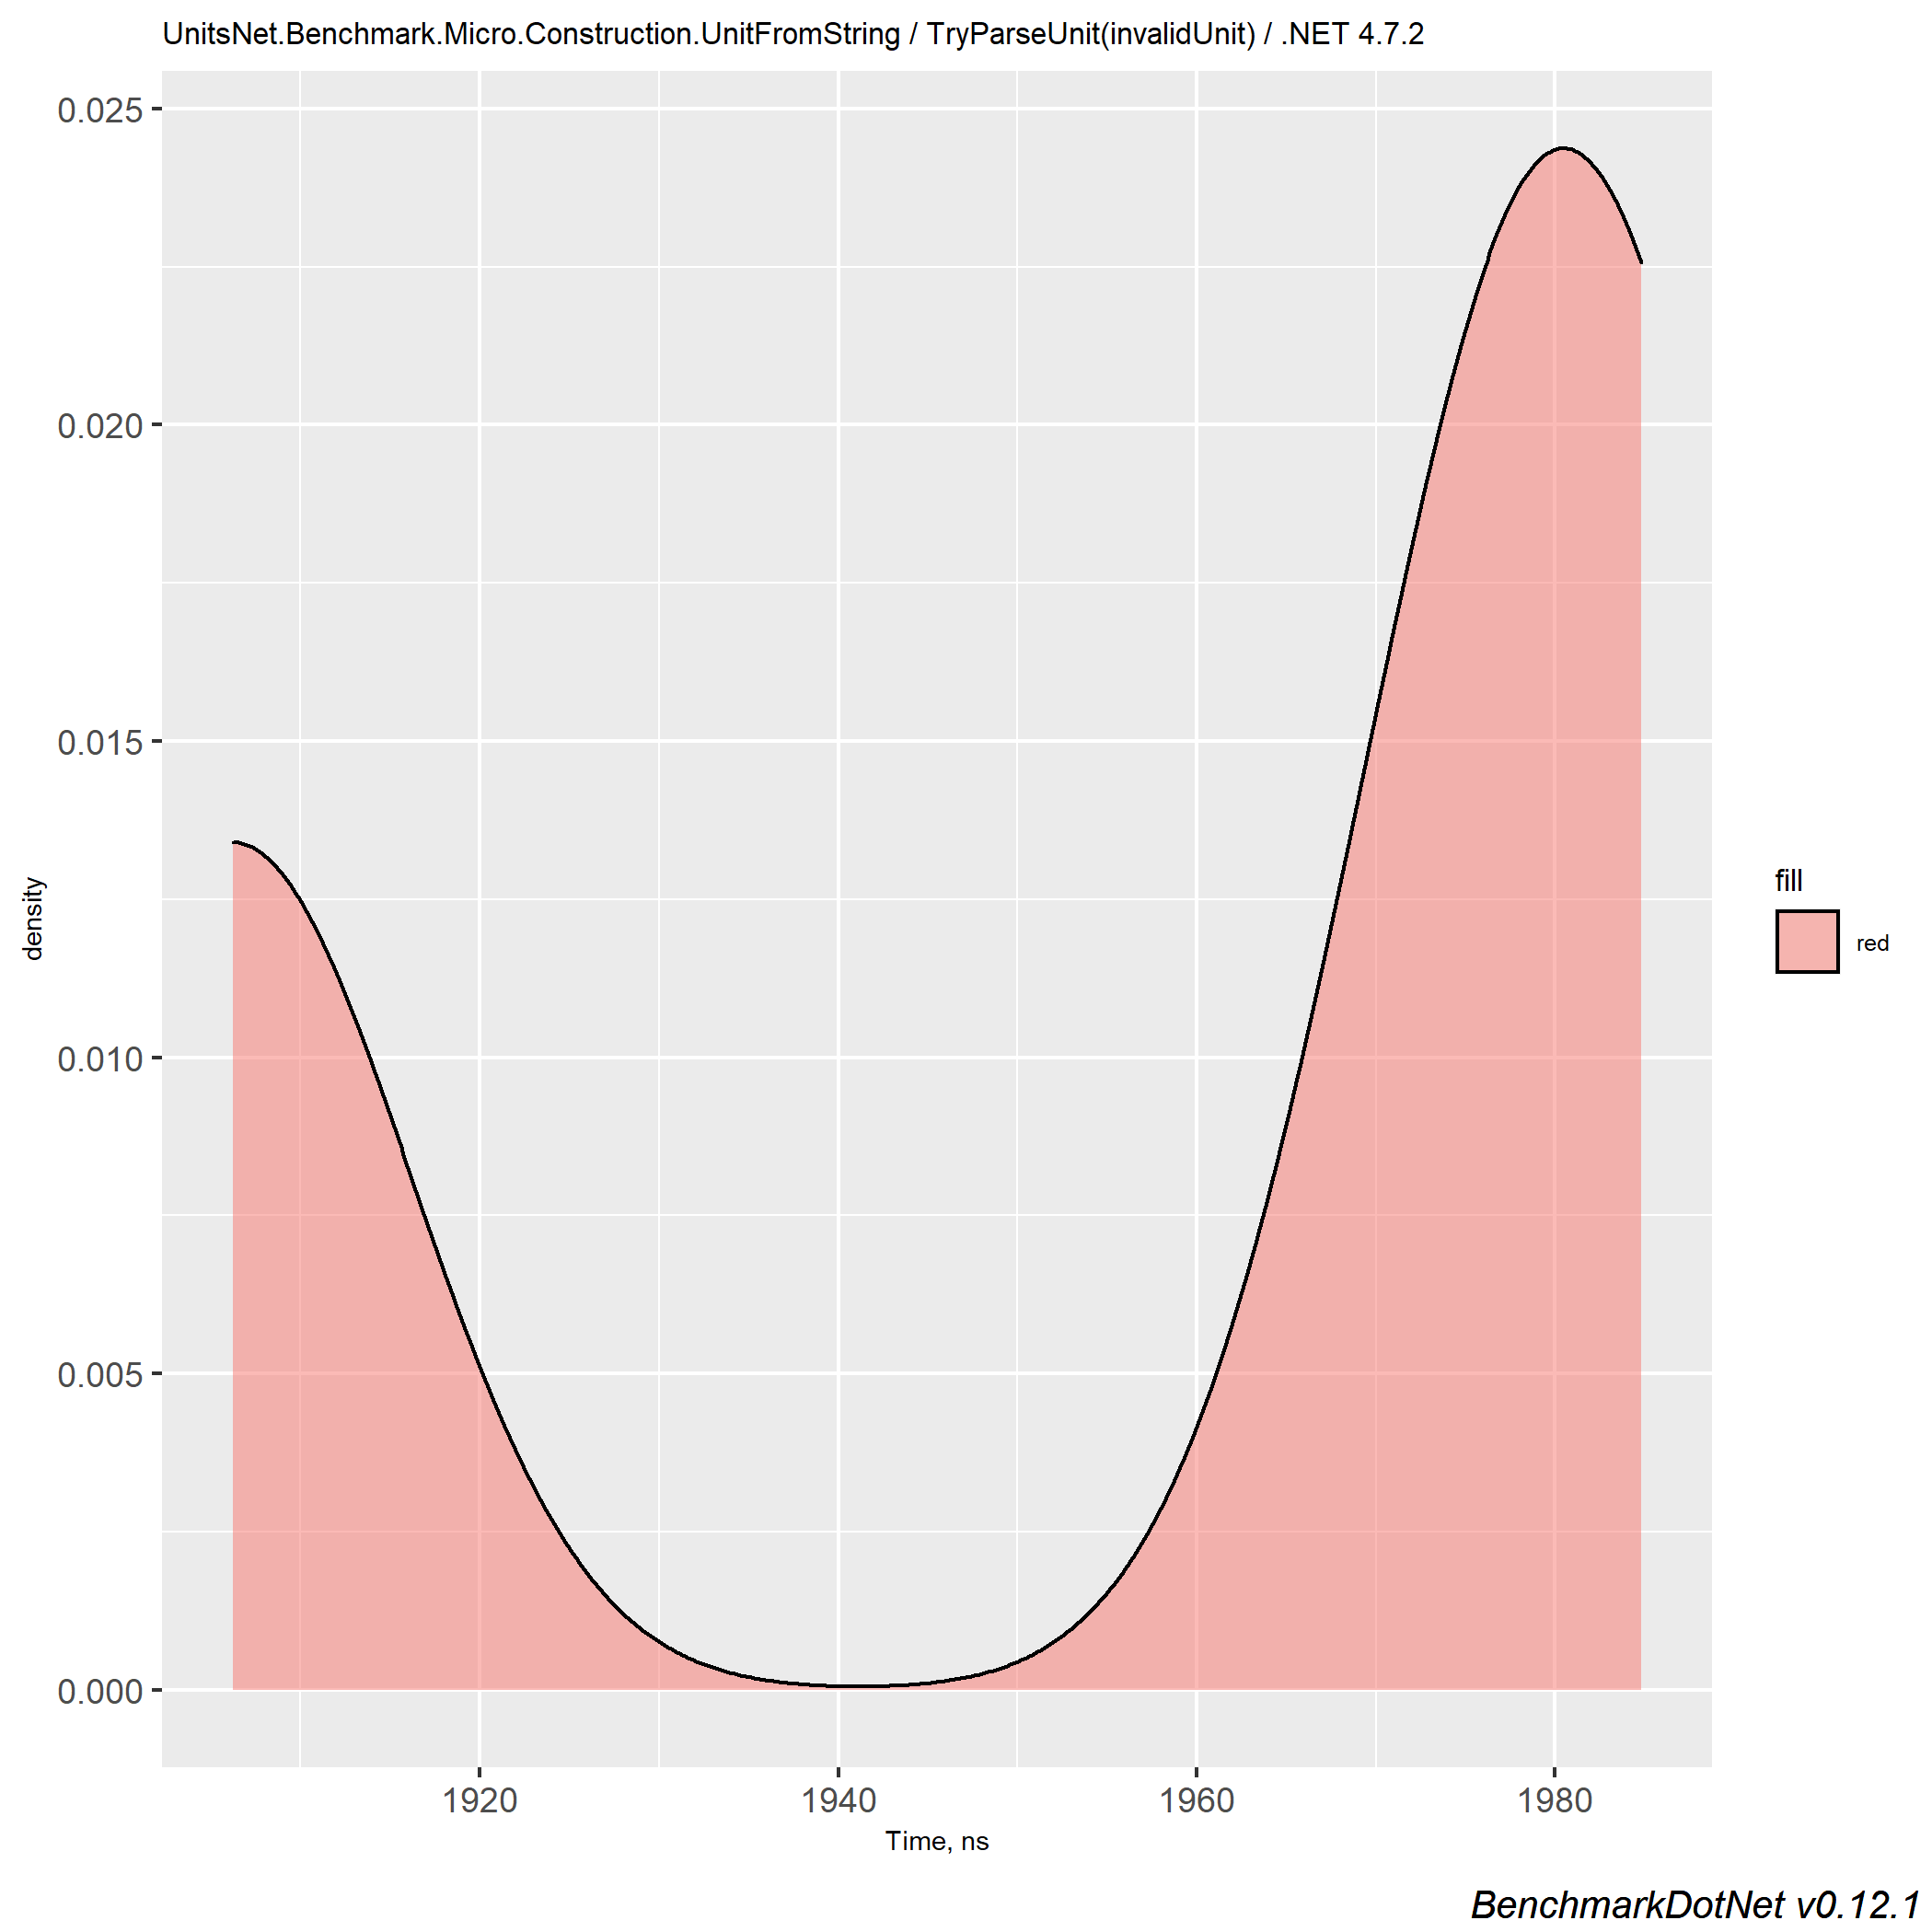 UnitsNet.Benchmark.Micro.Construction.UnitFromString / TryParseUnit(invalidUnit) / .NET 4.7.2
0.025
0.020
0.015
0.010
0.005
0.000
density
1920 1940 1960 1980
Time, ns
fill
red
BenchmarkDotNet v0.12.1